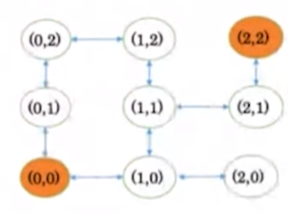 (0,2) (1,2) (2,2)
(0,1) (1,1) (2,1)
(0,0) (1,0) (2,0)